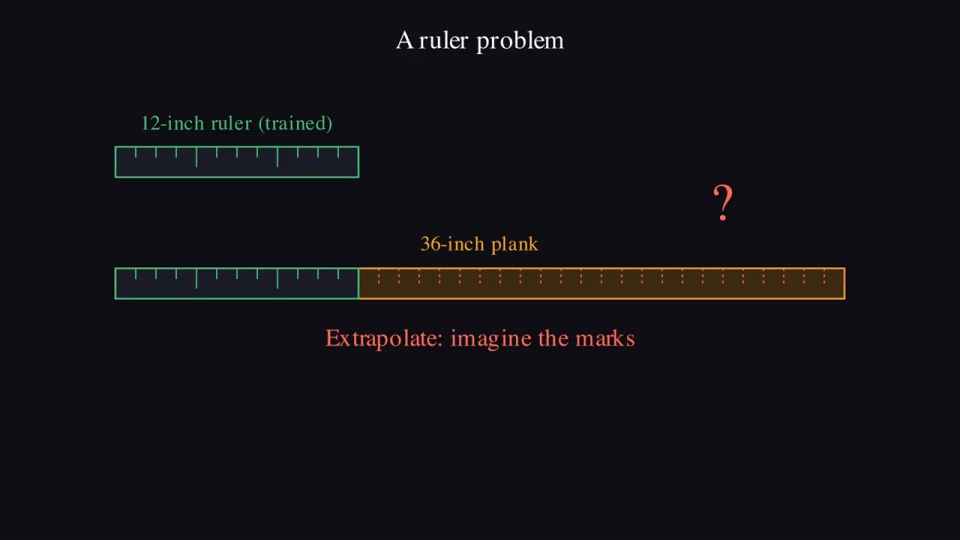 A ruler problem
12-inch ruler (trained)
?
36-inch plank
Extrapolate: imagine the marks